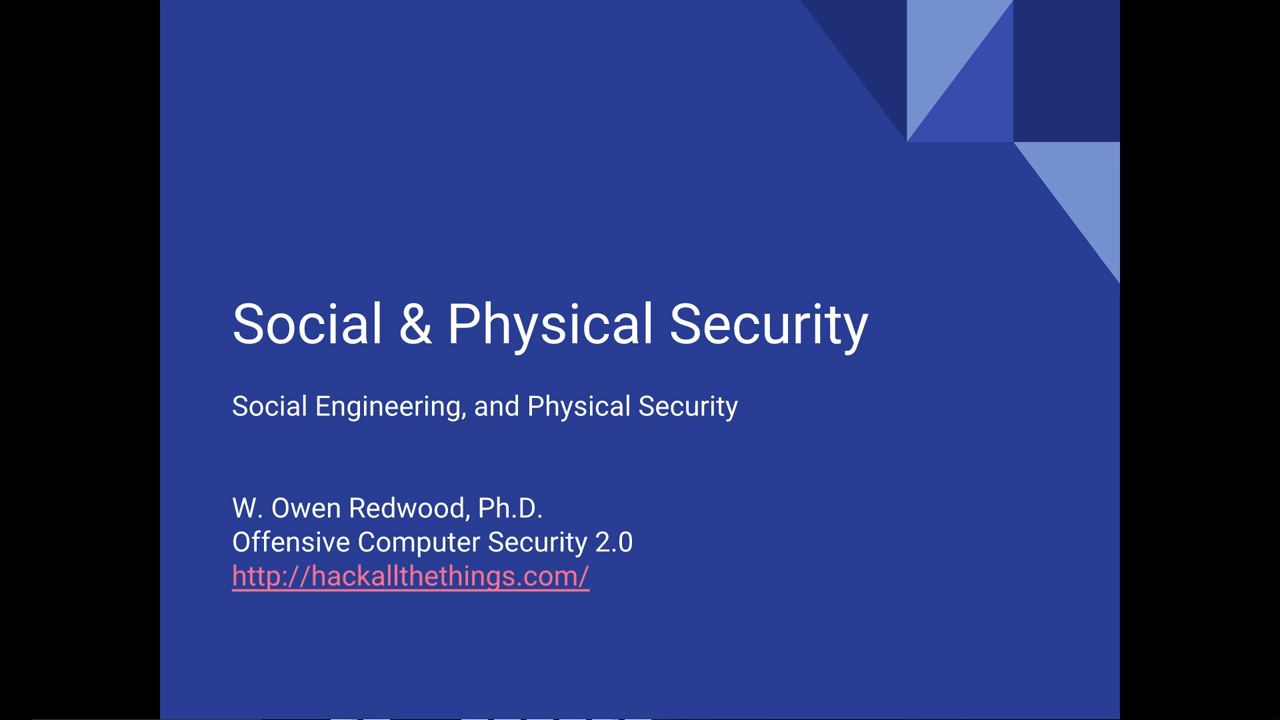 Social & Physical Security
Social Engineering, and Physical Security
W. Owen Redwood, Ph.D.
Offensive Computer Security 2.0
http://hackallthethings.com/